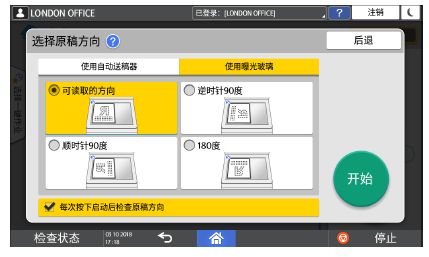 LONDON OFFICE
已登录: [LONDON OFFICE]
?
注销
选择原稿方向 ?
后退
使用自动送稿器
使用曝光玻璃
可读取的方向
逆时针90度
顺时针90度
180度
开始
每次按下启动后检查原稿方向
检查状态
03 10 2018
17:18
停止